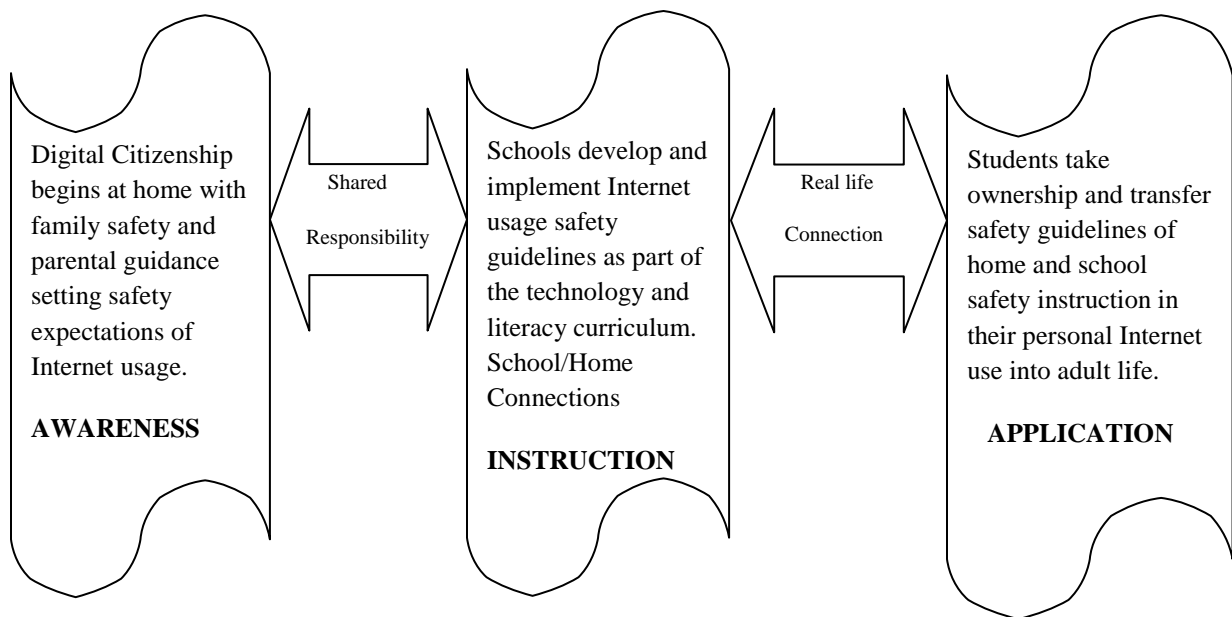 Digital Citizenship
begins at home with
family safety and
parental guidance
setting safety
expectations of
Internet usage.
AWARENESS
Shared
Responsibility
Schools develop and
implement Internet
usage safety
guidelines as part of
the technology and
literacy curriculum.
School/Home
Connections
INSTRUCTION
Real life
Connection
Students take
ownership and transfer
safety guidelines of
home and school
safety instruction in
their personal Internet
use into adult life.
APPLICATION